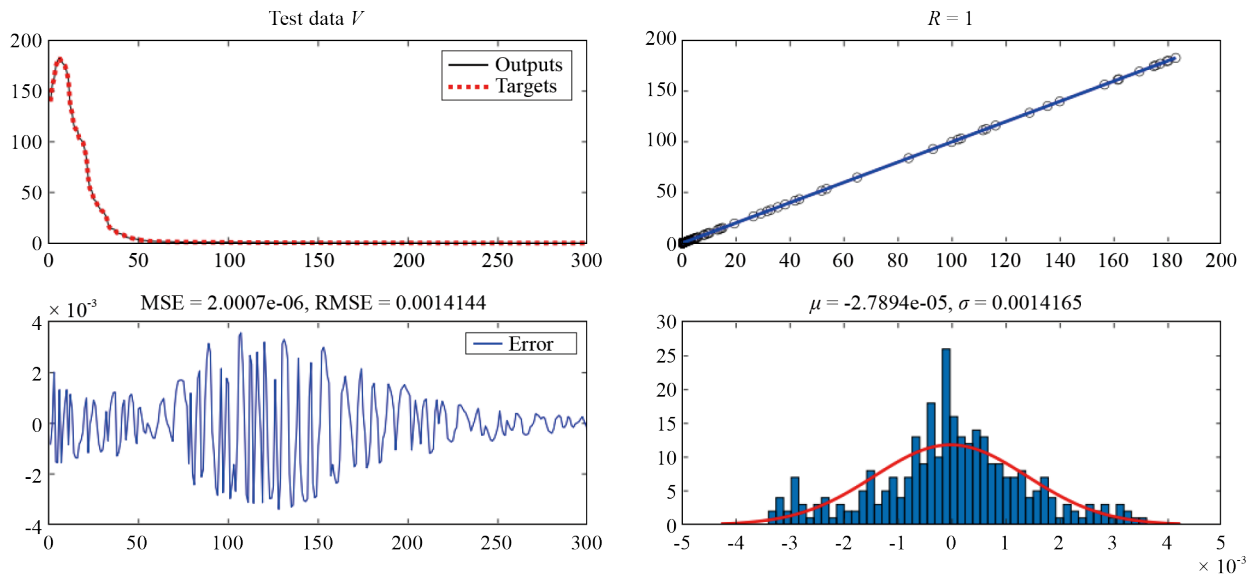 Test data V
200
150
100
50
0
0 50 100 150 200 250 300
Outputs
Targets
R = 1
200
150
100
50
0
0 20 40 60 80 100 120 140 160 180 200
MSE = 2.0007e-06, RMSE = 0.0014144
× 10-3
4
2
0
-2
-4
0 50 100 150 200 250 300
Error
μ = -2.7894e-05, σ = 0.0014165
30
25
20
15
10
5
0
-5 -4 -3 -2 -1 0 1 2 3 4 5
× 10-3